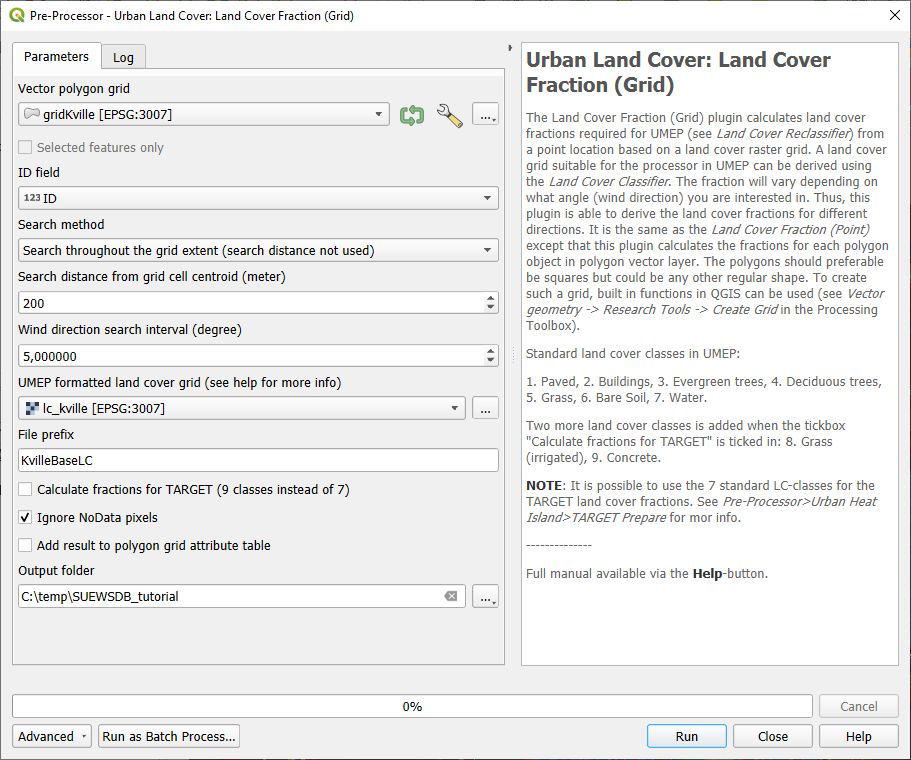 Pre-Processor - Urban Land Cover: Land Cover Fraction (Grid)
Parameters
Log
Vector polygon grid
gridKville [EPSG:3007]
...
Selected features only
ID field
123 ID
Search method
Search throughout the grid extent (search distance not used)
Search distance from grid cell centroid (meter)
200
Wind direction search interval (degree)
5,000000
UMEP formatted land cover grid (see help for more info)
lc_kville [EPSG:3007]
...
File prefix
KvilleBaseLC
Calculate fractions for TARGET (9 classes instead of 7)
Ignore NoData pixels
Add result to polygon grid attribute table
Output folder
C:\temp\SUEWSDB_tutorial
...
Urban Land Cover: Land Cover
Fraction (Grid)
The Land Cover Fraction (Grid) plugin calculates land cover
fractions required for UMEP (see Land Cover Reclassifier) from
a point location based on a land cover raster grid. A land cover
grid suitable for the processor in UMEP can be derived using
the Land Cover Classifier. The fraction will vary depending on
what angle (wind direction) you are interested in. Thus, this
plugin is able to derive the land cover fractions for different
directions. It is the same as the Land Cover Fraction (Point)
except that this plugin calculates the fractions for each polygon
object in polygon vector layer. The polygons should preferable
be squares but could be any other regular shape. To create
such a grid, built in functions in QGIS can be used (see Vector
geometry -> Research Tools -> Create Grid in the Processing
Toolbox).
Standard land cover classes in UMEP:
1. Paved, 2. Buildings, 3. Evergreen trees, 4. Deciduous trees,
5. Grass, 6. Bare Soil, 7. Water.
Two more land cover classes is added when the tickbox
"Calculate fractions for TARGET" is ticked in: 8. Grass
(irrigated), 9. Concrete.
NOTE: It is possible to use the 7 standard LC-classes for the
TARGET land cover fractions. See Pre-Processor>Urban Heat
Island>TARGET Prepare for mor info.
--------------
Full manual available via the Help-button.
0%
Cancel
Advanced
Run as Batch Process...
Run
Close
Help